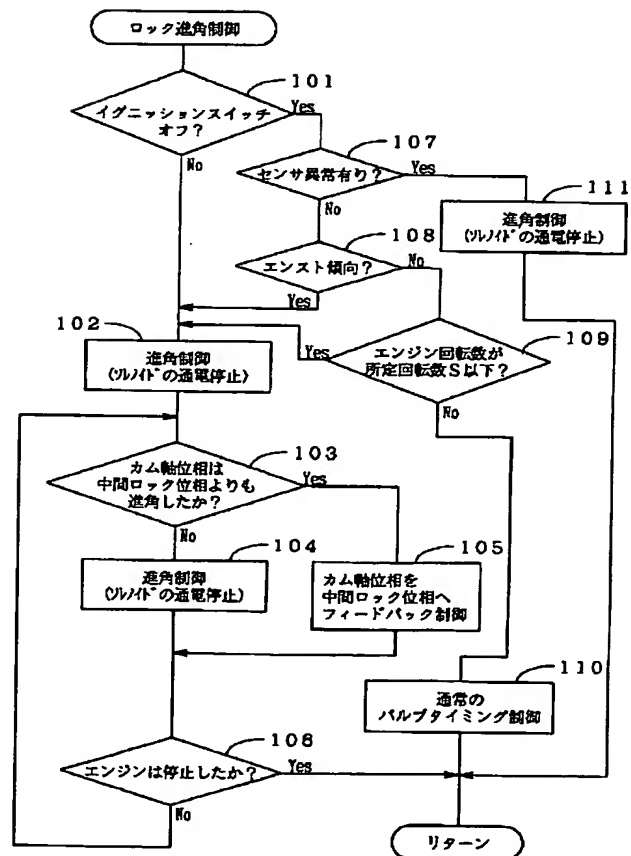 ロック進角制御
101
イグニッションスイッチ
オフ?
Yes
No
107
センサ異常有り?
Yes
No
111
進角制御
(ソレノイドの通電停止)
108
エンスト傾向?
No
Yes
102
進角制御
(ソレノイドの通電停止)
109
エンジン回転数が
所定回転数S以下?
Yes
No
103
カム軸位相は
中間ロック位相よりも
進角したか?
Yes
No
104
進角制御
(ソレノイドの通電停止)
105
カム軸位相を
中間ロック位相へ
フィードバック制御
110
通常の
バルブタイミング制御
106
エンジンは停止したか?
Yes
No
リターン